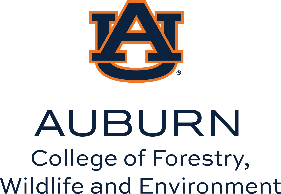 AU
®
AUBURN
College of Forestry,
Wildlife and Environment